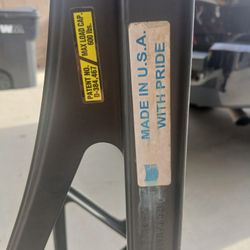 PATENT NO.
D-384,467
MAX LOAD CAP.
600 lbs.
MADE IN U.S.A.
WITH PRIDE